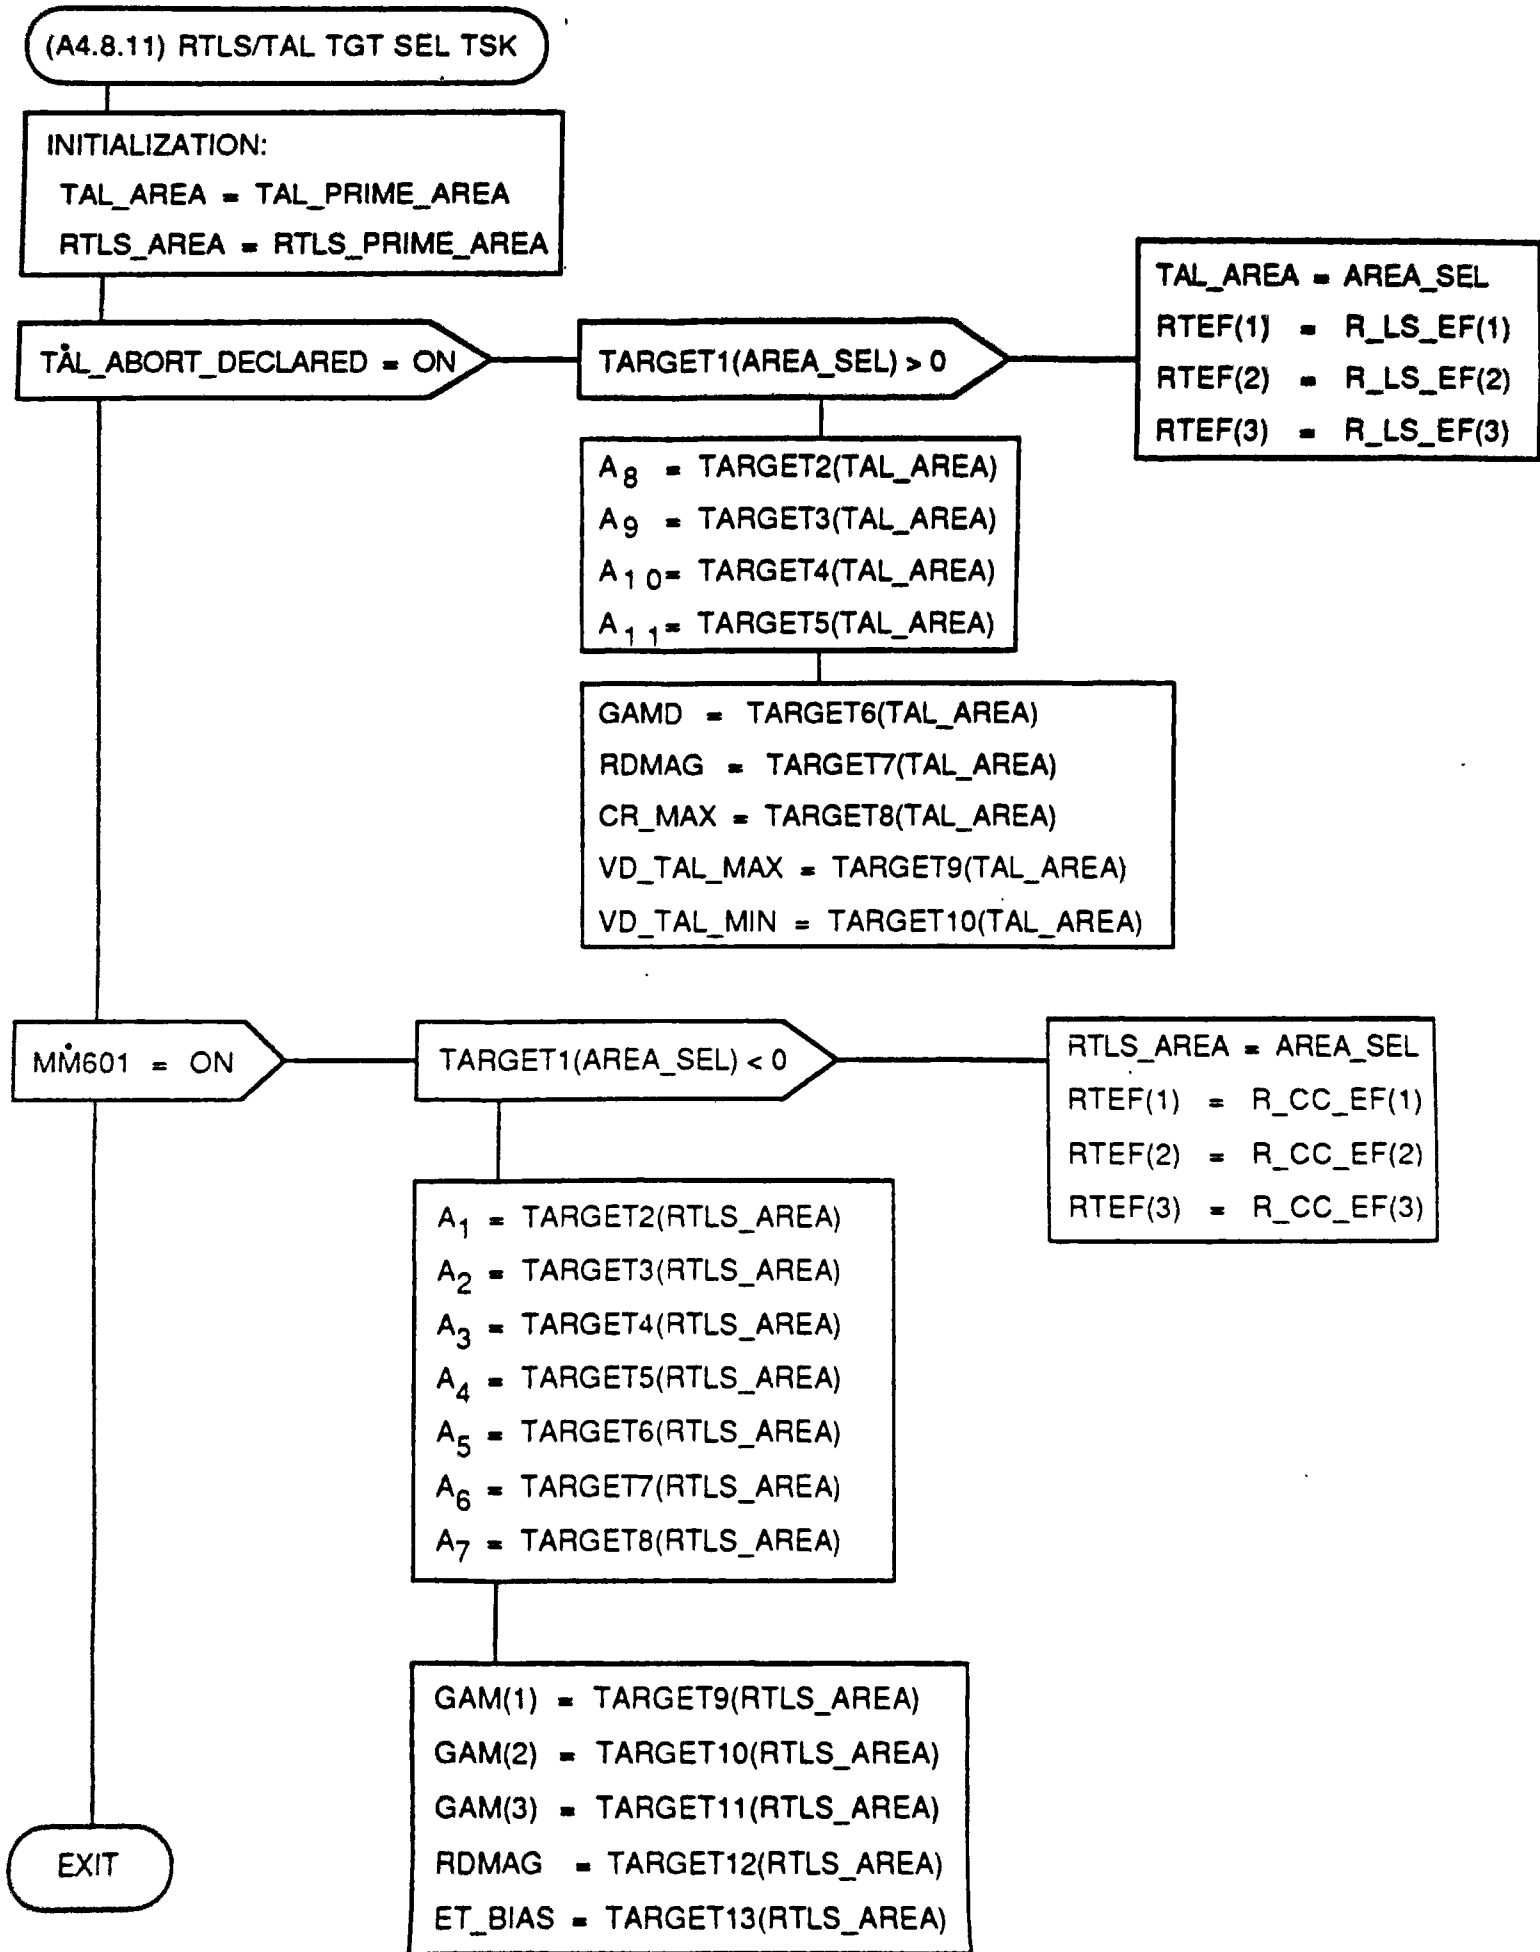 (A4.8.11) RTLS/TAL TGT SEL TSK
INITIALIZATION:
TAL_AREA = TAL_PRIME_AREA
RTLS_AREA = RTLS_PRIME_AREA
TAL_ABORT_DECLARED = ON
TARGET1(AREA_SEL) > 0
TAL_AREA = AREA_SEL
RTEF(1) = R_LS_EF(1)
RTEF(2) = R_LS_EF(2)
RTEF(3) = R_LS_EF(3)
A8 = TARGET2(TAL_AREA)
A9 = TARGET3(TAL_AREA)
A10 = TARGET4(TAL_AREA)
A11 = TARGET5(TAL_AREA)
GAMD = TARGET6(TAL_AREA)
RDMAG = TARGET7(TAL_AREA)
CR_MAX = TARGET8(TAL_AREA)
VD_TAL_MAX = TARGET9(TAL_AREA)
VD_TAL_MIN = TARGET10(TAL_AREA)
MM601 = ON
TARGET1(AREA_SEL) < 0
RTLS_AREA = AREA_SEL
RTEF(1) = R_CC_EF(1)
RTEF(2) = R_CC_EF(2)
RTEF(3) = R_CC_EF(3)
A1 = TARGET2(RTLS_AREA)
A2 = TARGET3(RTLS_AREA)
A3 = TARGET4(RTLS_AREA)
A4 = TARGET5(RTLS_AREA)
A5 = TARGET6(RTLS_AREA)
A6 = TARGET7(RTLS_AREA)
A7 = TARGET8(RTLS_AREA)
GAM(1) = TARGET9(RTLS_AREA)
GAM(2) = TARGET10(RTLS_AREA)
GAM(3) = TARGET11(RTLS_AREA)
RDMAG = TARGET12(RTLS_AREA)
ET_BIAS = TARGET13(RTLS_AREA)
EXIT